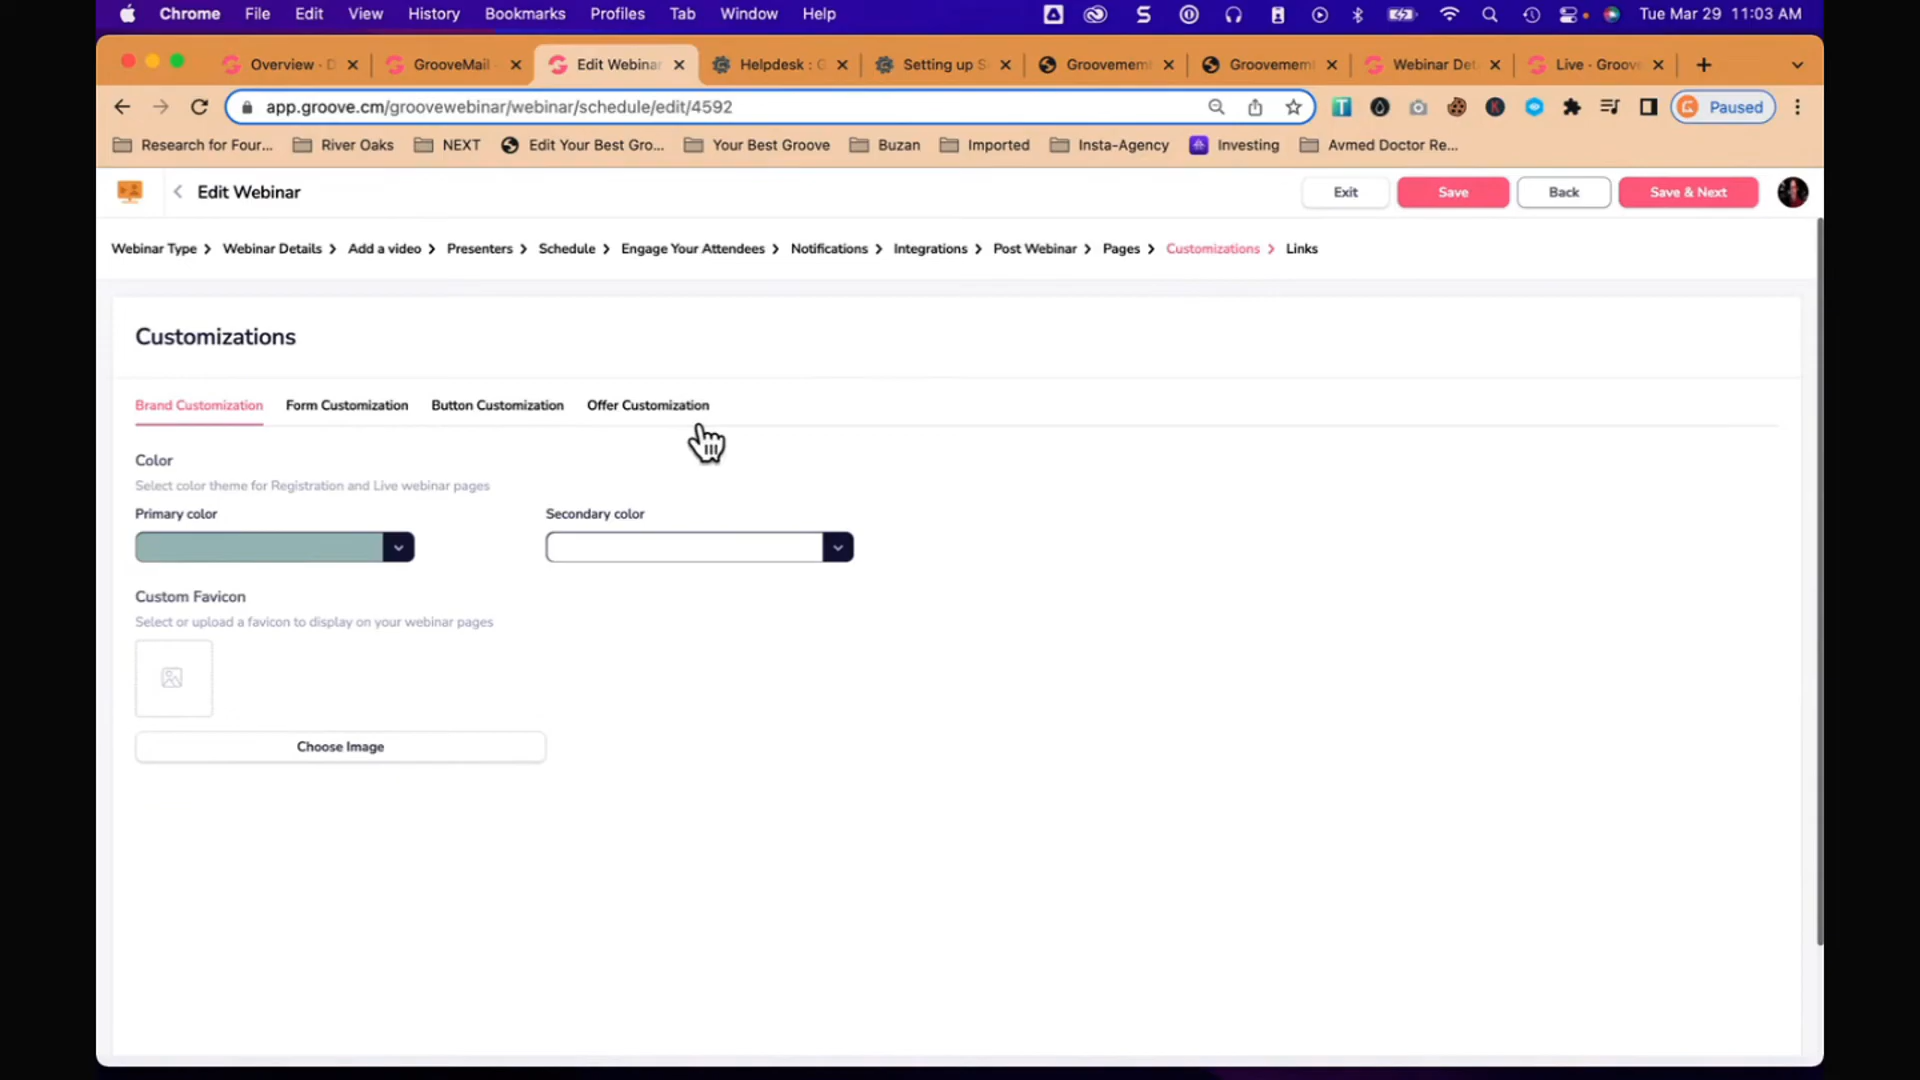 Chrome File Edit View History Bookmarks Profiles Tab Window Help Tue Mar 29 11:03 AM
Overview - D GrooveMail Edit Webinar Helpdesk : G Setting up S Groovemem Groovemem Webinar Det Live - Groove
app.groove.cm/groovewebinar/webinar/schedule/edit/4592 Paused
Research for Four... River Oaks NEXT Edit Your Best Gro... Your Best Groove Buzan Imported Insta-Agency Investing Avmed Doctor Re...
Edit Webinar Exit Save Back Save & Next
Webinar Type Webinar Details Add a video Presenters Schedule Engage Your Attendees Notifications Integrations Post Webinar Pages Customizations Links
Customizations
Brand Customization Form Customization Button Customization Offer Customization
Color
Select color theme for Registration and Live webinar pages
Primary color Secondary color
Custom Favicon
Select or upload a favicon to display on your webinar pages
Choose Image